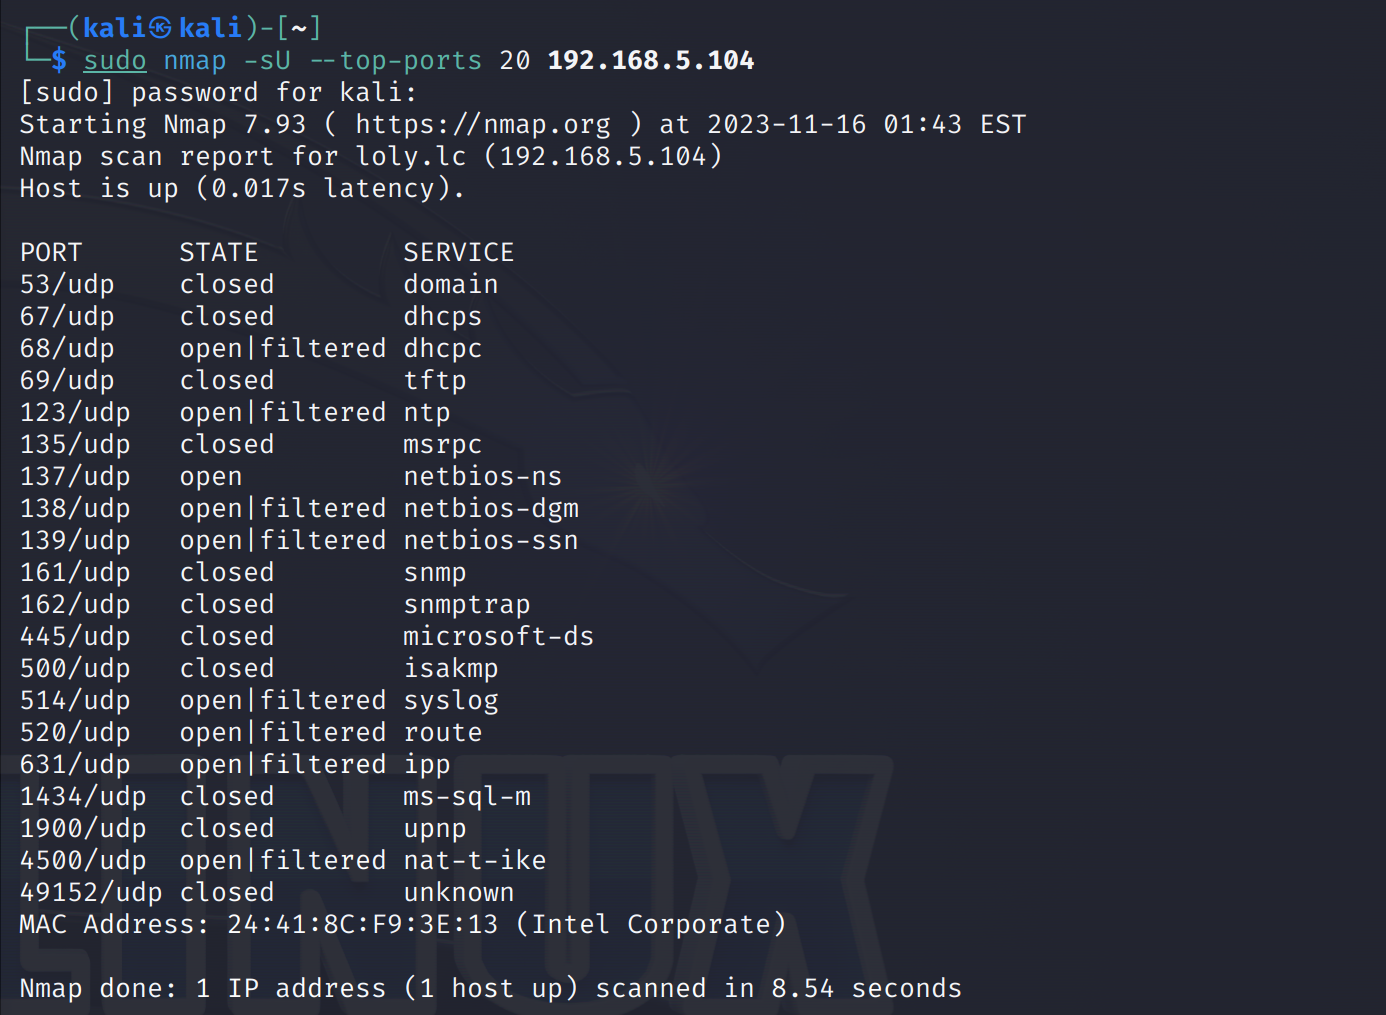 (kali㉿kali)-[~]
$ sudo nmap -sU --top-ports 20 192.168.5.104
[sudo] password for kali:
Starting Nmap 7.93 ( https://nmap.org ) at 2023-11-16 01:43 EST
Nmap scan report for loly.lc (192.168.5.104)
Host is up (0.017s latency).
PORT      STATE         SERVICE
53/udp    closed        domain
67/udp    closed        dhcps
68/udp    open|filtered dhcpc
69/udp    closed        tftp
123/udp   open|filtered ntp
135/udp   closed        msrpc
137/udp   open          netbios-ns
138/udp   open|filtered netbios-dgm
139/udp   open|filtered netbios-ssn
161/udp   closed        snmp
162/udp   closed        snmptrap
445/udp   closed        microsoft-ds
500/udp   closed        isakmp
514/udp   open|filtered syslog
520/udp   open|filtered route
631/udp   open|filtered ipp
1434/udp  closed        ms-sql-m
1900/udp  closed        upnp
4500/udp  open|filtered nat-t-ike
49152/udp closed        unknown
MAC Address: 24:41:8C:F9:3E:13 (Intel Corporate)
Nmap done: 1 IP address (1 host up) scanned in 8.54 seconds